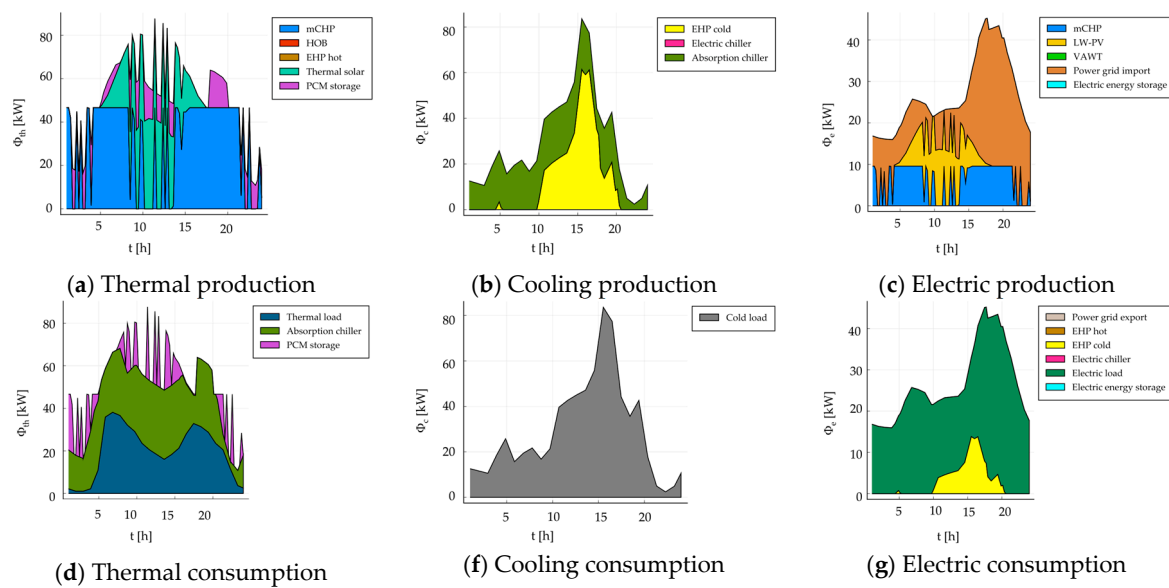 80
60
40
20
0
Φth [kW]
5
10
15
20
t [h]
mCHP
HOB
EHP hot
Thermal solar
PCM storage
(a) Thermal production
80
60
40
20
0
Φc [kW]
5
10
15
20
t [h]
EHP cold
Electric chiller
Absorption chiller
(b) Cooling production
40
30
20
10
0
Φe [kW]
5
10
15
20
t [h]
mCHP
LW-PV
VAWT
Power grid import
Electric energy storage
(c) Electric production
80
60
40
20
0
Φth [kW]
5
10
15
20
t [h]
Thermal load
Absorption chiller
PCM storage
(d) Thermal consumption
80
60
40
20
0
Φc [kW]
5
10
15
20
t [h]
Cold load
(f) Cooling consumption
40
30
20
10
0
Φe [kW]
5
10
15
20
t [h]
Power grid export
EHP hot
EHP cold
Electric chiller
Electric load
Electric energy storage
(g) Electric consumption